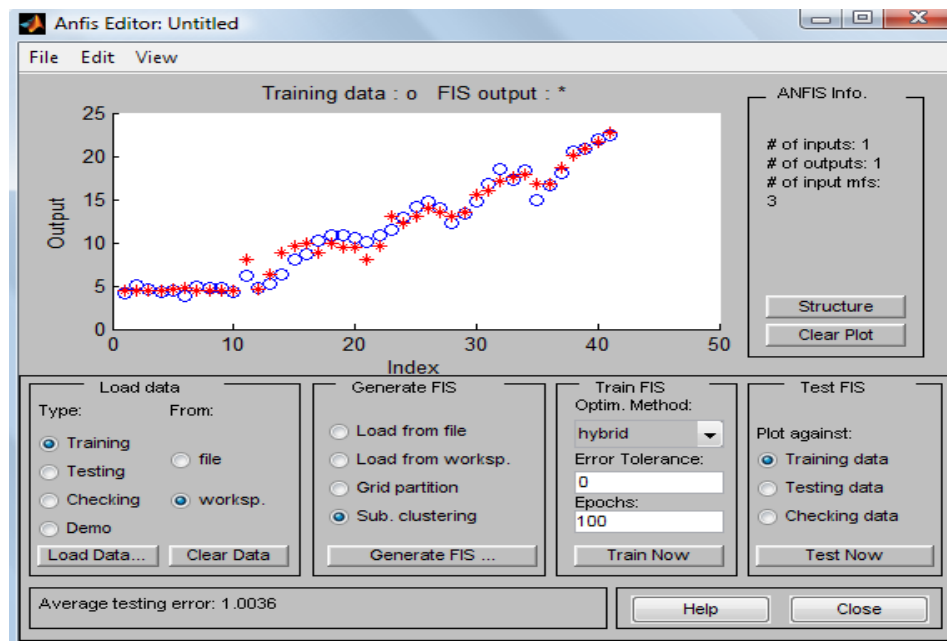 Anfis Editor: Untitled
File Edit View
Training data : o FIS output : *
25
20
15
10
5
0
Output
0 10 20 30 40 50
Index
ANFIS Info.
# of inputs: 1
# of outputs: 1
# of input mfs:
3
Structure
Clear Plot
Load data
Type: From:
Training
Testing
Checking
Demo
file
worksp.
Load Data... Clear Data
Generate FIS
Load from file
Load from worksp.
Grid partition
Sub. clustering
Generate FIS ...
Train FIS
Optim. Method:
hybrid
Error Tolerance:
0
Epochs:
100
Train Now
Test FIS
Plot against:
Training data
Testing data
Checking data
Test Now
Average testing error: 1.0036
Help Close